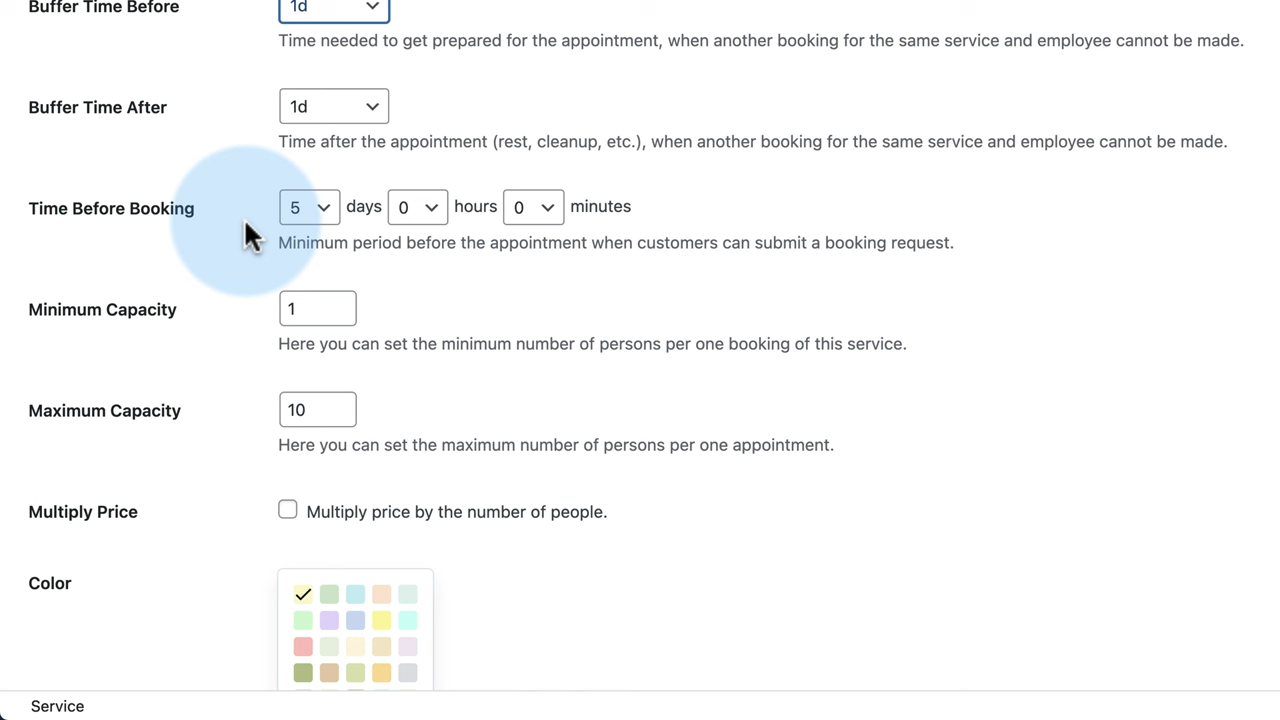 Buffer Time Before 1d
Time needed to get prepared for the appointment, when another booking for the same service and employee cannot be made.
Buffer Time After 1d
Time after the appointment (rest, cleanup, etc.), when another booking for the same service and employee cannot be made.
Time Before Booking 5 days 0 hours 0 minutes
Minimum period before the appointment when customers can submit a booking request.
Minimum Capacity 1
Here you can set the minimum number of persons per one booking of this service.
Maximum Capacity 10
Here you can set the maximum number of persons per one appointment.
Multiply Price Multiply price by the number of people.
Color
Service